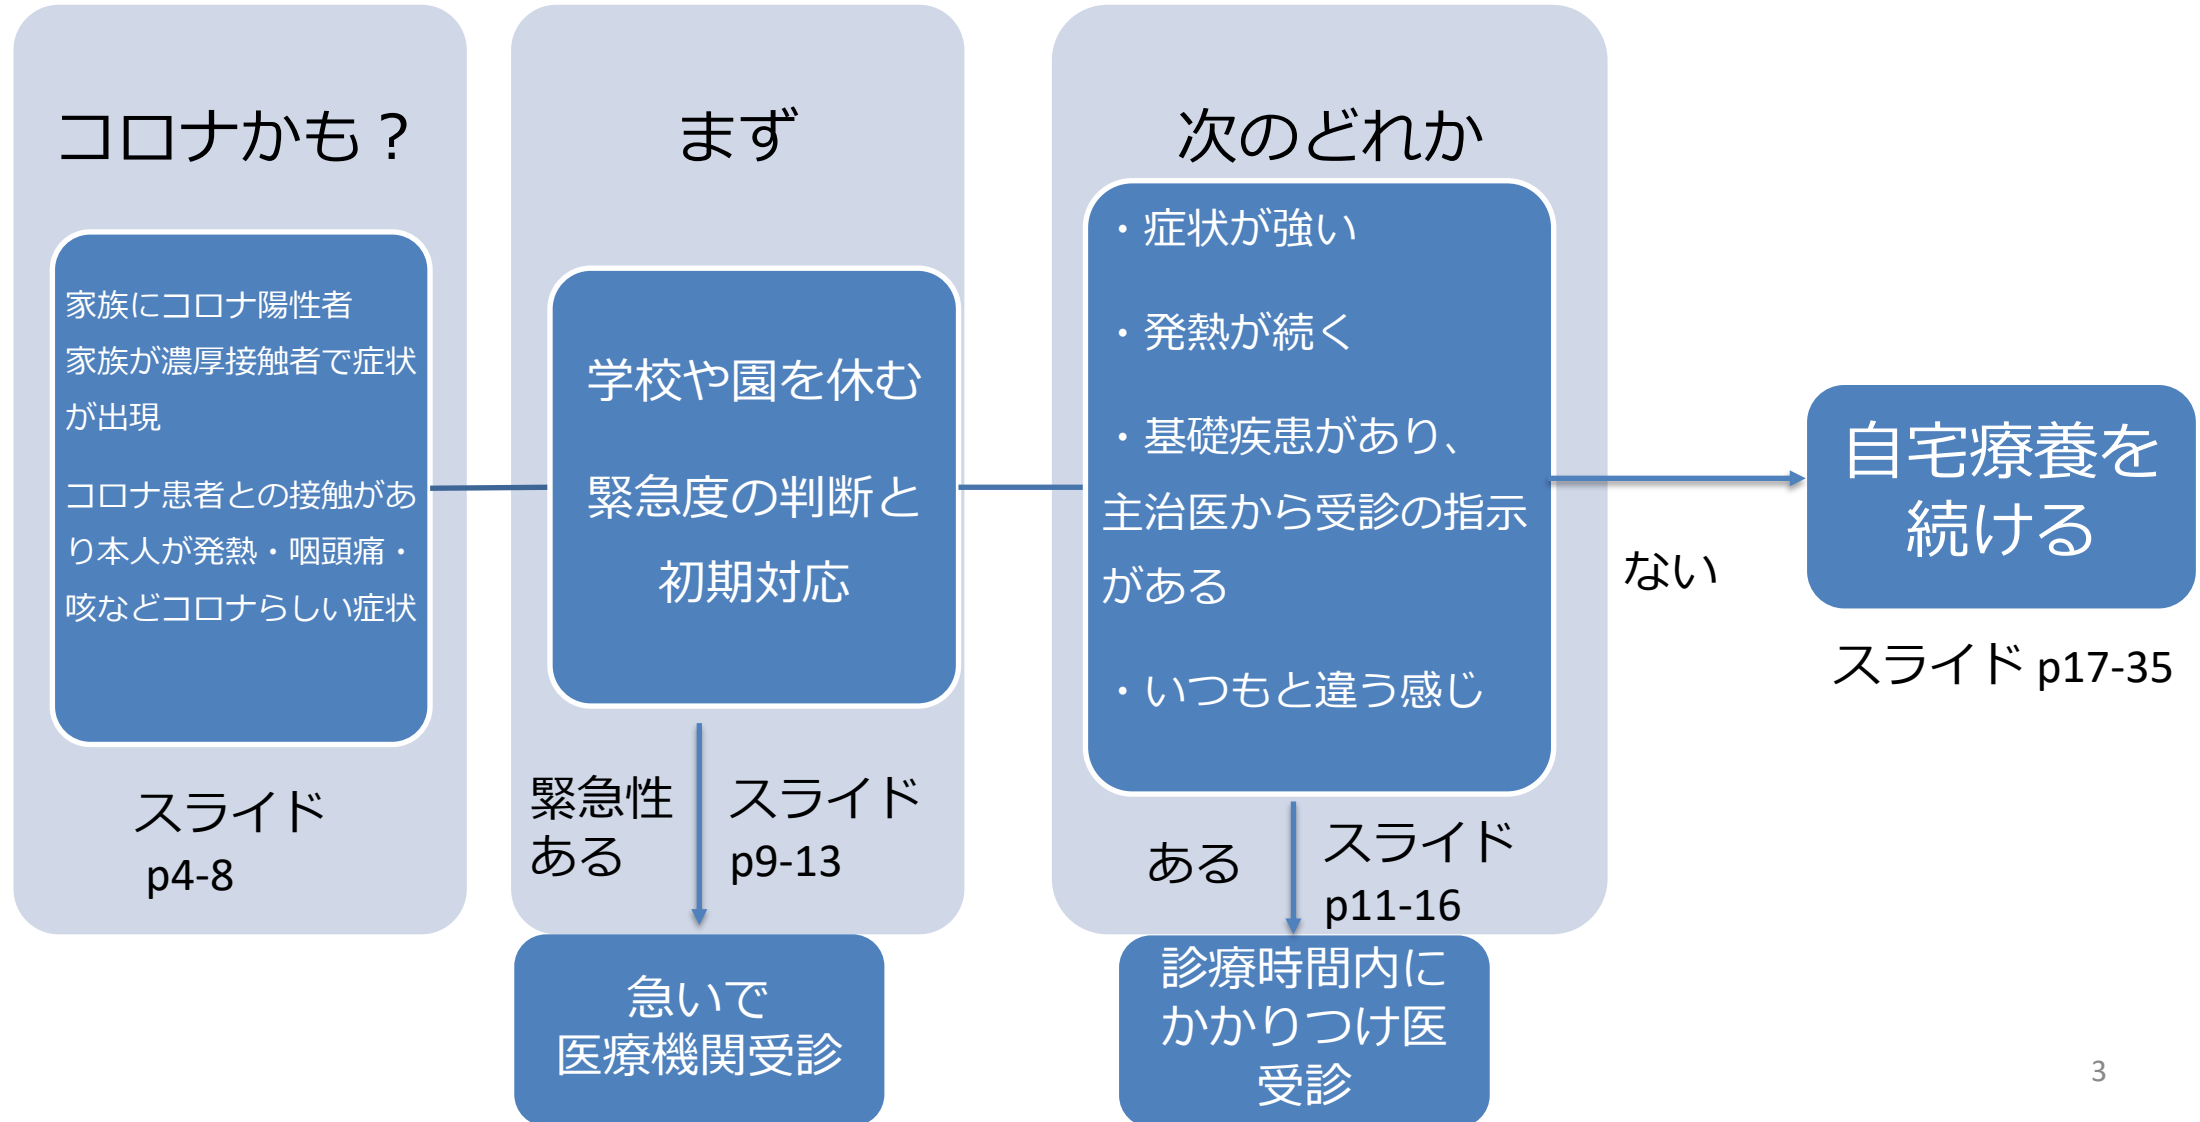 コロナかも？
家族にコロナ陽性者
家族が濃厚接触者で症状
が出現
コロナ患者との接触があ
り本人が発熱・咽頭痛・
咳などコロナらしい症状
スライド
p4-8
まず
学校や園を休む
緊急度の判断と
初期対応
緊急性
ある
スライド
p9-13
急いで
医療機関受診
次のどれか
・症状が強い
・発熱が続く
・基礎疾患があり、
主治医から受診の指示
がある
・いつもと違う感じ
ある
スライド
p11-16
診療時間内に
かかりつけ医
受診
ない
自宅療養を
続ける
スライド p17-35
3